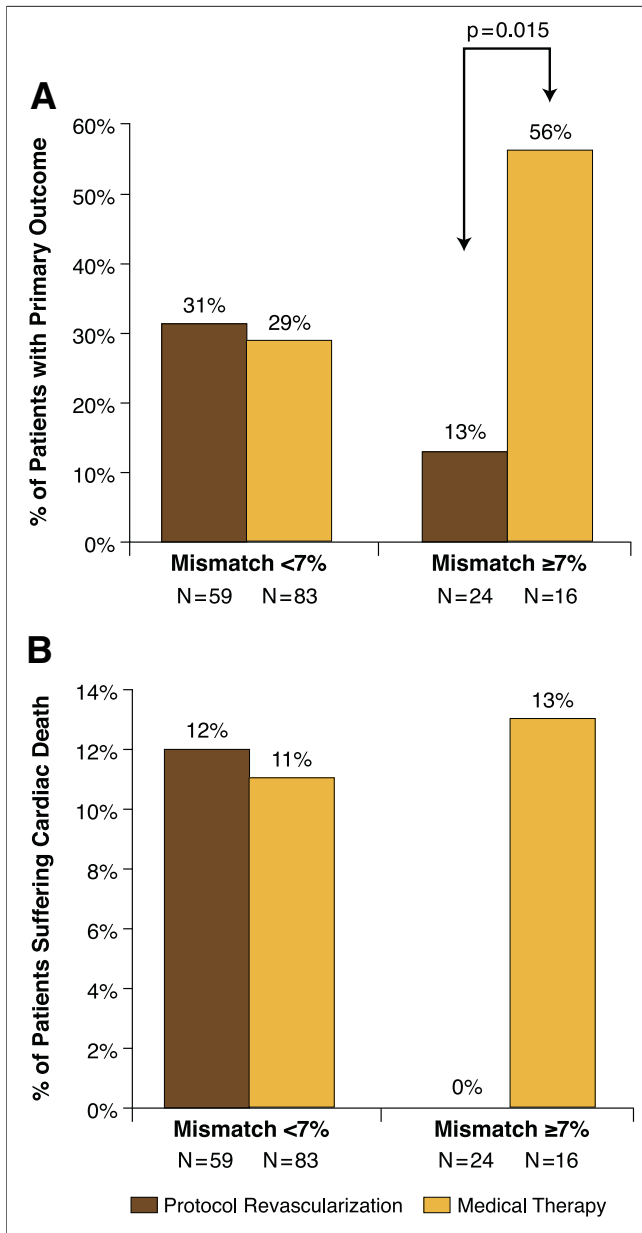 p=0.015
A
% of Patients with Primary Outcome
60%
50%
40%
30%
20%
10%
0%
31%
29%
13%
56%
Mismatch <7%
Mismatch ≥7%
N=59 N=83
N=24 N=16
B
% of Patients Suffering Cardiac Death
14%
12%
10%
8%
6%
4%
2%
0%
12%
11%
0%
13%
Mismatch <7%
Mismatch ≥7%
N=59 N=83
N=24 N=16
Protocol Revascularization
Medical Therapy